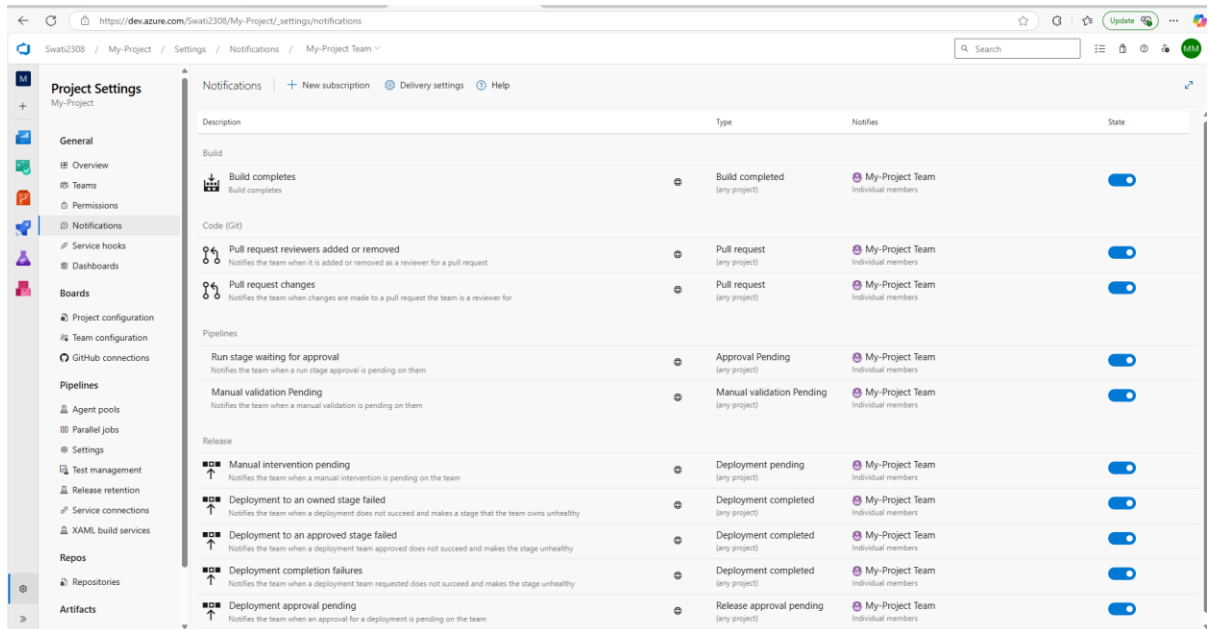 https://dev.azure.com/Swati2308/My-Project/_settings/notifications
Update
Swati2308 / My-Project / Settings / Notifications / My-Project Team
Search
MM
M
Project Settings
My-Project
General
Overview
Teams
Permissions
Notifications
Service hooks
Dashboards
Boards
Project configuration
Team configuration
GitHub connections
Pipelines
Agent pools
Parallel jobs
Settings
Test management
Release retention
Service connections
XAML build services
Repos
Repositories
Artifacts
Notifications + New subscription Delivery settings Help
Description Type Notifies State
Build
Build completes Build completed My-Project Team
Build completes (any project) Individual members
Code (Git)
Pull request reviewers added or removed Pull request My-Project Team
Notifies the team when it is added or removed as a reviewer for a pull request (any project) Individual members
Pull request changes Pull request My-Project Team
Notifies the team when changes are made to a pull request the team is a reviewer for (any project) Individual members
Pipelines
Run stage waiting for approval Approval Pending My-Project Team
Notifies the team when a run stage approval is pending on them (any project) Individual members
Manual validation Pending Manual validation Pending My-Project Team
Notifies the team when a manual validation is pending on them (any project) Individual members
Release
Manual intervention pending Deployment pending My-Project Team
Notifies the team when a manual intervention is pending on the team (any project) Individual members
Deployment to an owned stage failed Deployment completed My-Project Team
Notifies the team when a deployment does not succeed and makes a stage that the team owns unhealthy (any project) Individual members
Deployment to an approved stage failed Deployment completed My-Project Team
Notifies the team when a deployment team approved does not succeed and makes the stage unhealthy (any project) Individual members
Deployment completion failures Deployment completed My-Project Team
Notifies the team when a deployment team requested does not succeed and makes the stage unhealthy (any project) Individual members
Deployment approval pending Release approval pending My-Project Team
Notifies the team when an approval for a deployment is pending on the team (any project) Individual members